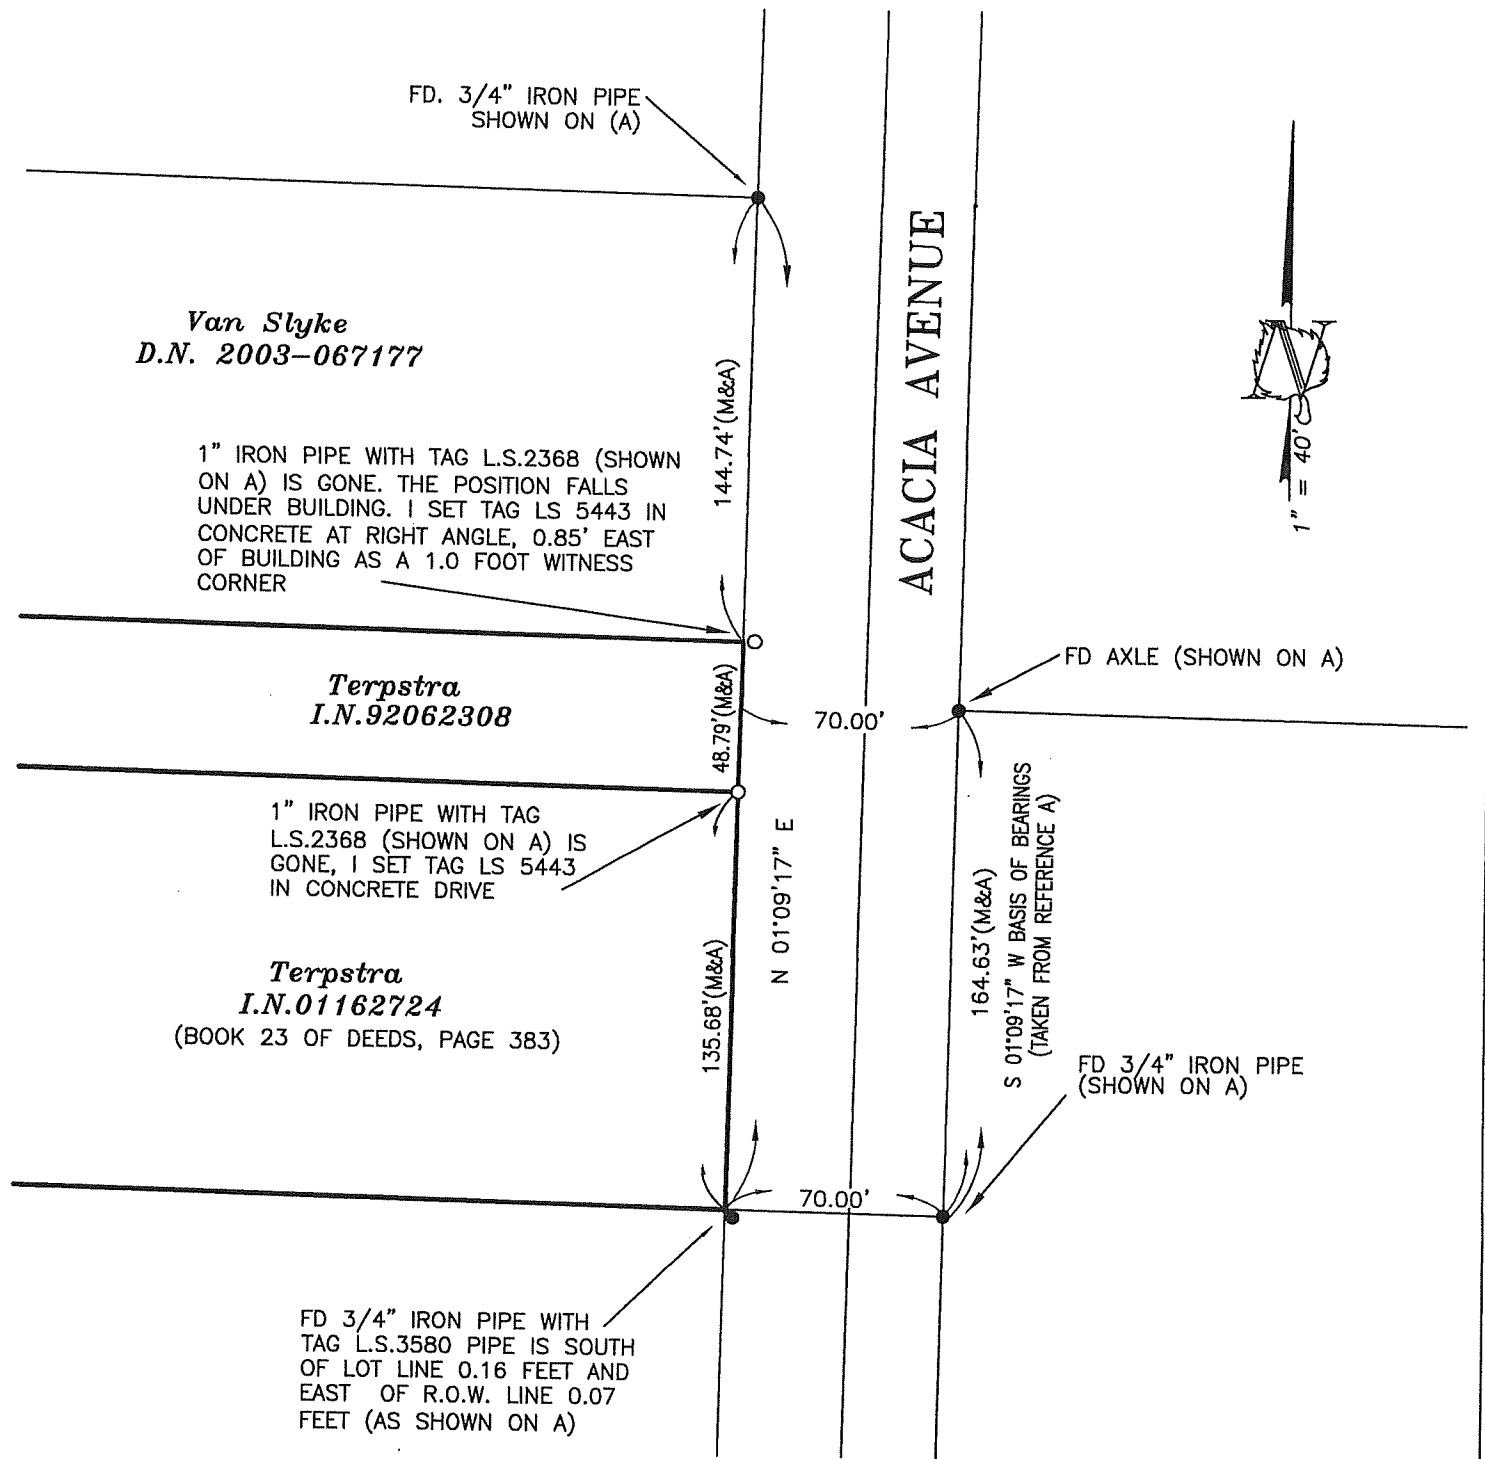 FD. 3/4" IRON PIPE
SHOWN ON (A)
Van Slyke
D.N. 2003-067177
144.74'(M&A)
ACACIA AVENUE
N
1" = 40'
1" IRON PIPE WITH TAG L.S.2368 (SHOWN
ON A) IS GONE. THE POSITION FALLS
UNDER BUILDING. I SET TAG LS 5443 IN
CONCRETE AT RIGHT ANGLE, 0.85' EAST
OF BUILDING AS A 1.0 FOOT WITNESS
CORNER
FD AXLE (SHOWN ON A)
Terpstra
I.N.92062308
48.79'(M&A)
70.00'
1" IRON PIPE WITH TAG
L.S.2368 (SHOWN ON A) IS
GONE, I SET TAG LS 5443
IN CONCRETE DRIVE
N 01°09'17" E
164.63'(M&A)
S 01°09'17" W BASIS OF BEARINGS
(TAKEN FROM REFERENCE A)
Terpstra
I.N.01162724
(BOOK 23 OF DEEDS, PAGE 383)
135.68'(M&A)
FD 3/4" IRON PIPE
(SHOWN ON A)
70.00'
FD 3/4" IRON PIPE WITH
TAG L.S.3580 PIPE IS SOUTH
OF LOT LINE 0.16 FEET AND
EAST OF R.O.W. LINE 0.07
FEET (AS SHOWN ON A)